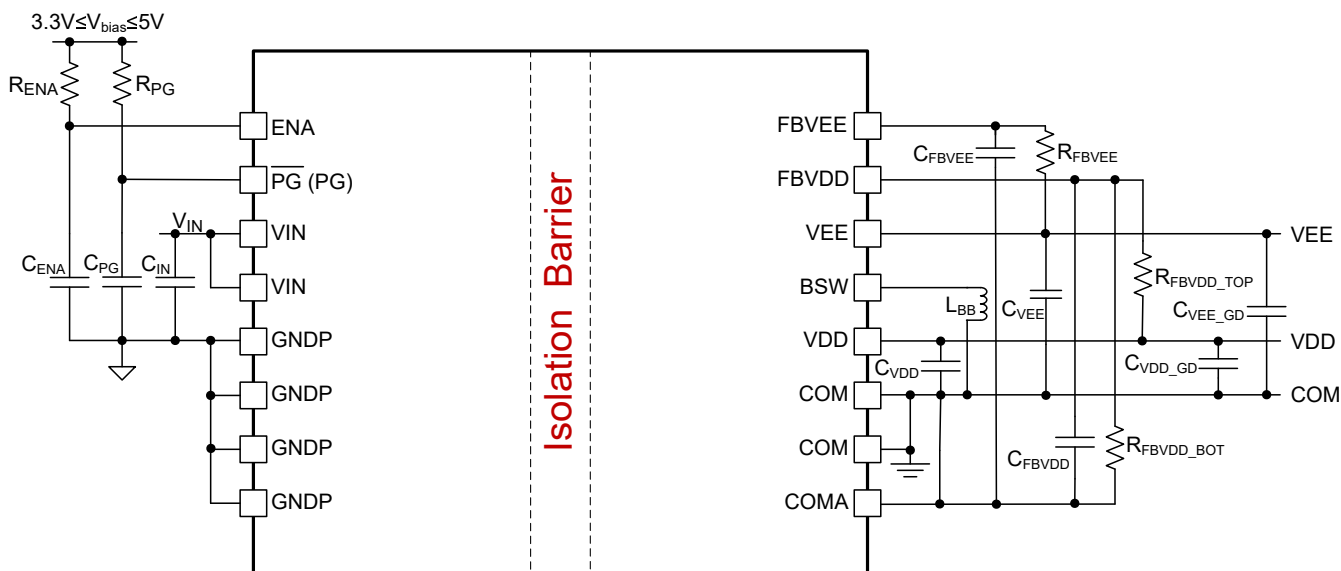 3.3V≤Vbias≤5V
RENA
RPG
ENA
PG (PG)
VIN
VIN
VIN
GNDP
GNDP
GNDP
GNDP
CENA
CPG
CIN
Isolation Barrier
FBVEE
FBVDD
VEE
BSW
VDD
COM
COM
COMA
CFBVEE
RFBVEE
LBB
CVEE
CVDD
RFBVDD_TOP
CVEE_GD
CVDD_GD
CFBVDD
RFBVDD_BOT
VEE
VDD
COM